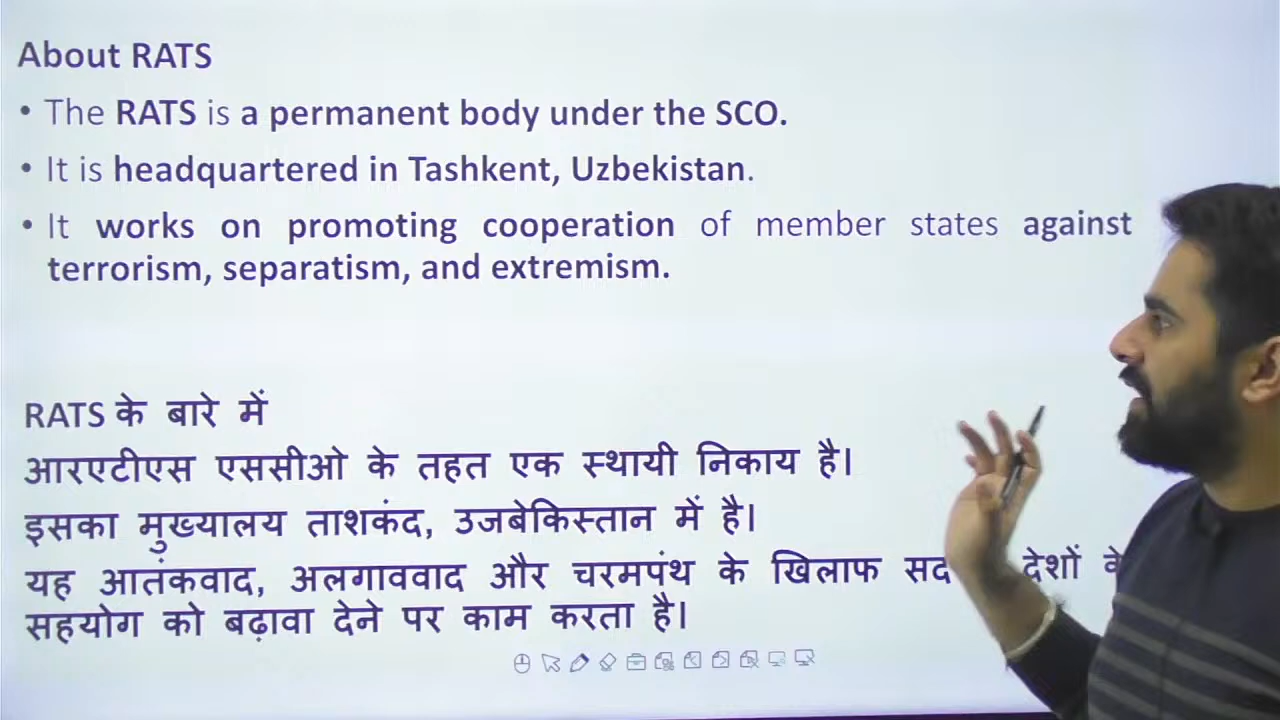 About RATS
• The RATS is a permanent body under the SCO.
• It is headquartered in Tashkent, Uzbekistan.
• It works on promoting cooperation of member states against
terrorism, separatism, and extremism.
RATS के बारे में
आरएटीएस एससीओ के तहत एक स्थायी निकाय है।
इसका मुख्यालय ताशकंद, उजबेकिस्तान में है।
यह आतंकवाद, अलगाववाद और चरमपंथ के खिलाफ देशों
सहयोग को बढ़ावा देने पर काम करता है।